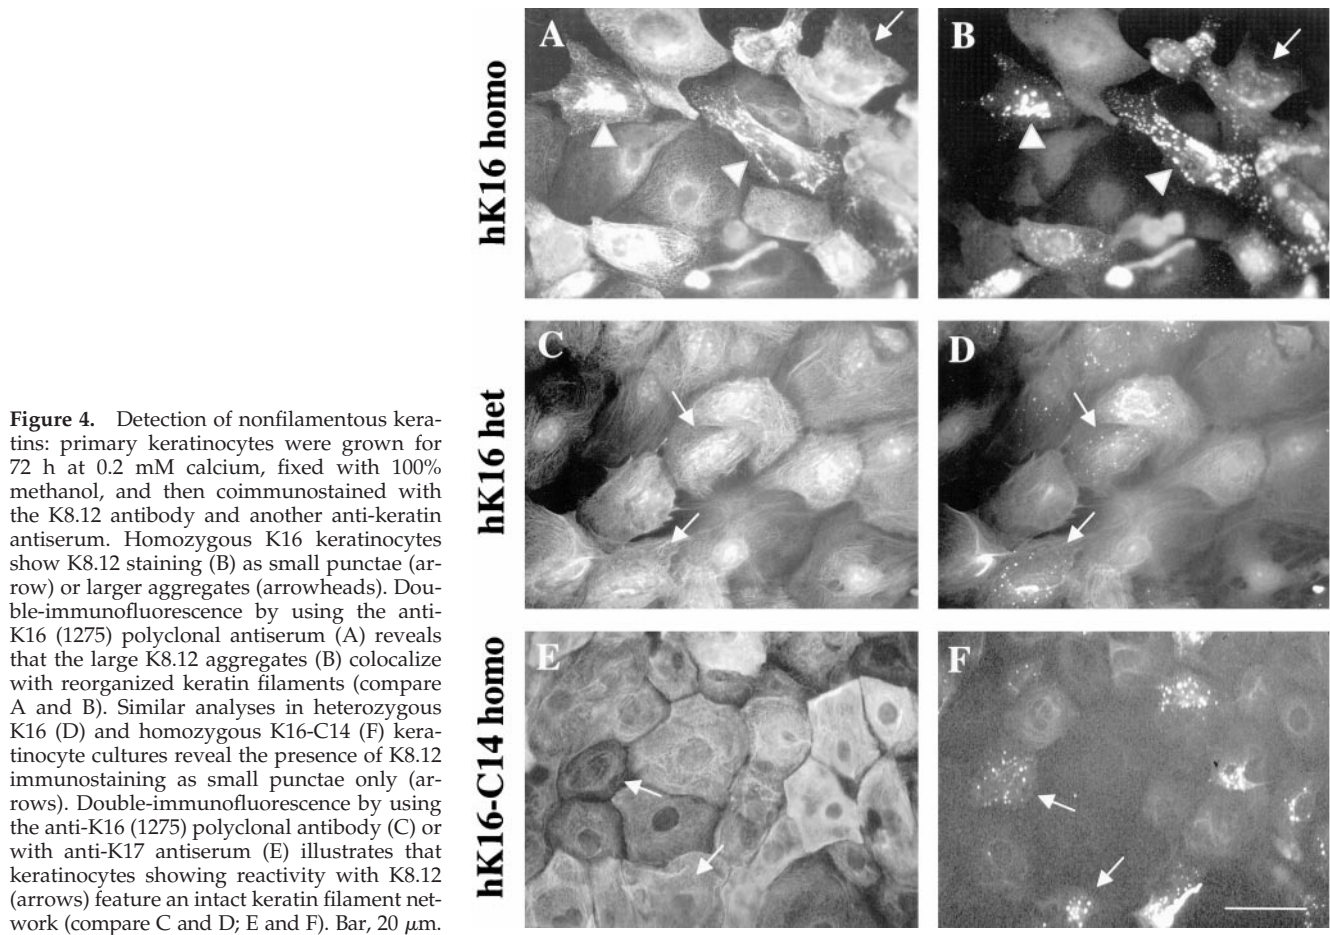 A
B
hK16 homo
C
D
hK16 het
E
F
hK16-C14 homo
Figure 4. Detection of nonfilamentous kera-
tins: primary keratinocytes were grown for
72 h at 0.2 mM calcium, fixed with 100%
methanol, and then coimmunostained with
the K8.12 antibody and another anti-keratin
antiserum. Homozygous K16 keratinocytes
show K8.12 staining (B) as small punctae (ar-
row) or larger aggregates (arrowheads). Dou-
ble-immunofluorescence by using the anti-
K16 (1275) polyclonal antiserum (A) reveals
that the large K8.12 aggregates (B) colocalize
with reorganized keratin filaments (compare
A and B). Similar analyses in heterozygous
K16 (D) and homozygous K16-C14 (F) kera-
tinocyte cultures reveal the presence of K8.12
immunostaining as small punctae only (ar-
rows). Double-immunofluorescence by using
the anti-K16 (1275) polyclonal antibody (C) or
with anti-K17 antiserum (E) illustrates that
keratinocytes showing reactivity with K8.12
(arrows) feature an intact keratin filament net-
work (compare C and D; E and F). Bar, 20 μm.